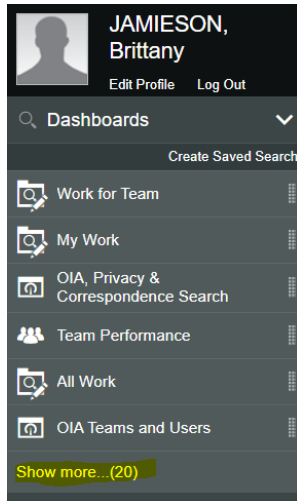 JAMIESON,
Brittany
Edit Profile Log Out
Dashboards
Create Saved Search
Work for Team
My Work
OIA, Privacy &
Correspondence Search
Team Performance
All Work
OIA Teams and Users
Show more...(20)